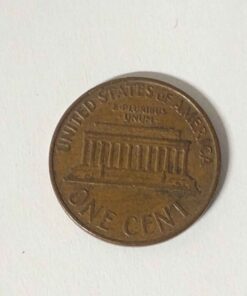 UNITED STATES OF AMERICA
E·PLURIBUS
UNUM
ONE CENT